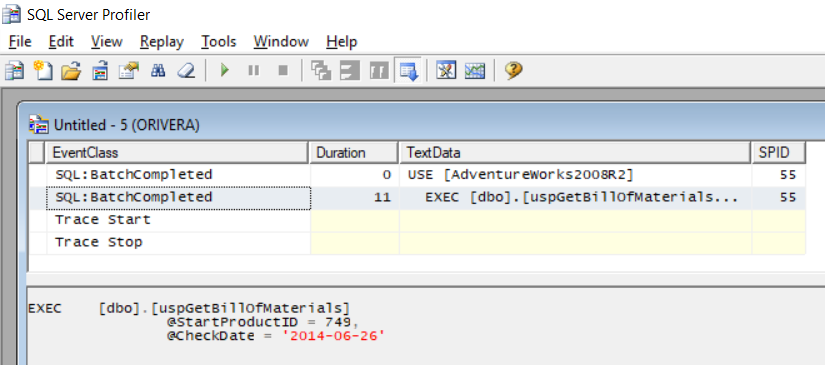 SQL Server Profiler
File Edit View Replay Tools Window Help
Untitled - 5 (ORIVERA)
EventClass Duration TextData SPID
SQL:BatchCompleted 0 USE [AdventureWorks2008R2] 55
SQL:BatchCompleted 11 EXEC [dbo].[uspGetBillOfMaterials... 55
Trace Start
Trace Stop
EXEC [dbo].[uspGetBillOfMaterials]
@StartProductID = 749,
@CheckDate = '2014-06-26'